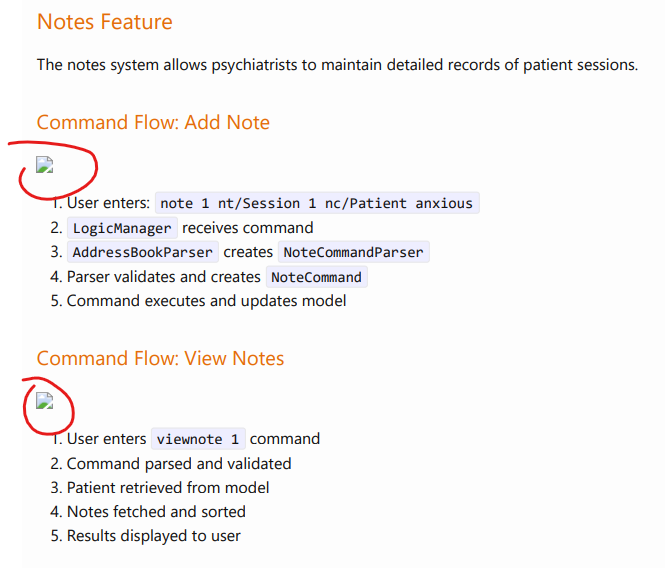 Notes Feature
The notes system allows psychiatrists to maintain detailed records of patient sessions.
Command Flow: Add Note
1. User enters: note 1 nt/Session 1 nc/Patient anxious
2. LogicManager receives command
3. AddressBookParser creates NoteCommandParser
4. Parser validates and creates NoteCommand
5. Command executes and updates model
Command Flow: View Notes
1. User enters viewnote 1 command
2. Command parsed and validated
3. Patient retrieved from model
4. Notes fetched and sorted
5. Results displayed to user